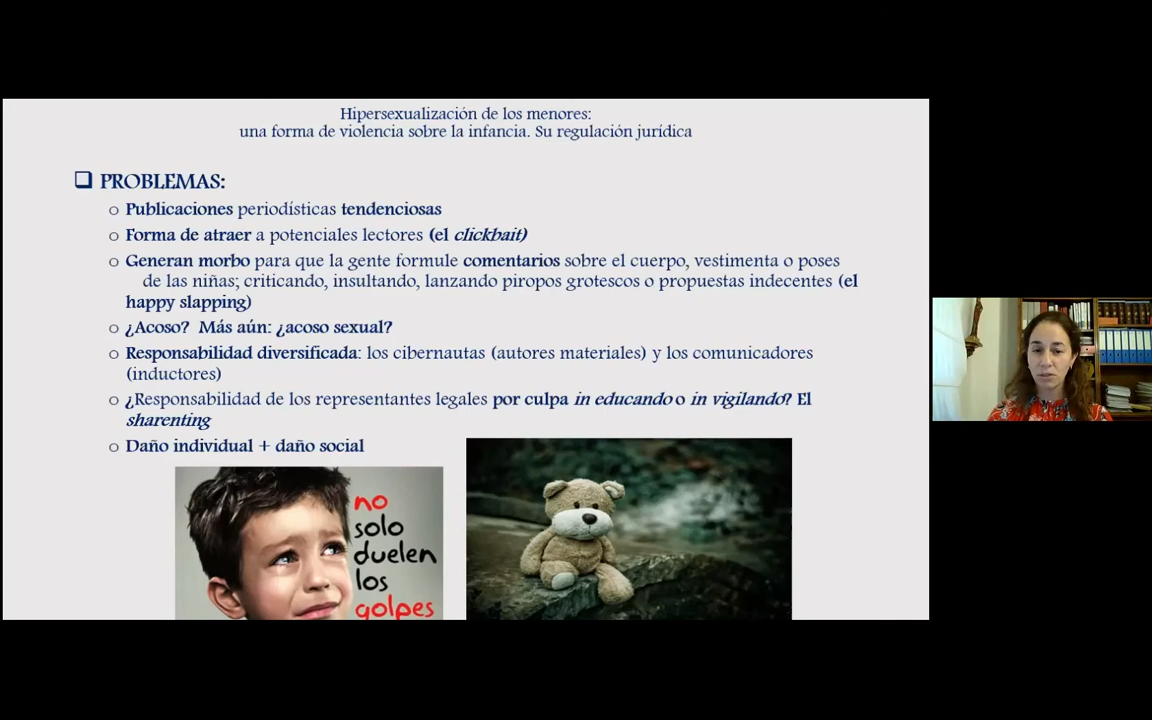 Hipersexualización de los menores:
una forma de violencia sobre la infancia. Su regulación jurídica
PROBLEMAS:
Publicaciones periodísticas tendenciosas
Forma de atraer a potenciales lectores (el clickbait)
Generan morbo para que la gente formule comentarios sobre el cuerpo, vestimenta o poses
de las niñas; criticando, insultando, lanzando piropos grotescos o propuestas indecentes (el
happy slapping)
¿Acoso? Más aún: ¿acoso sexual?
Responsabilidad diversificada: los cibernautas (autores materiales) y los comunicadores
(inductores)
¿Responsabilidad de los representantes legales por culpa in educando o in vigilando? El
sharenting
Daño individual + daño social
no
solo
duelen
los
golpes